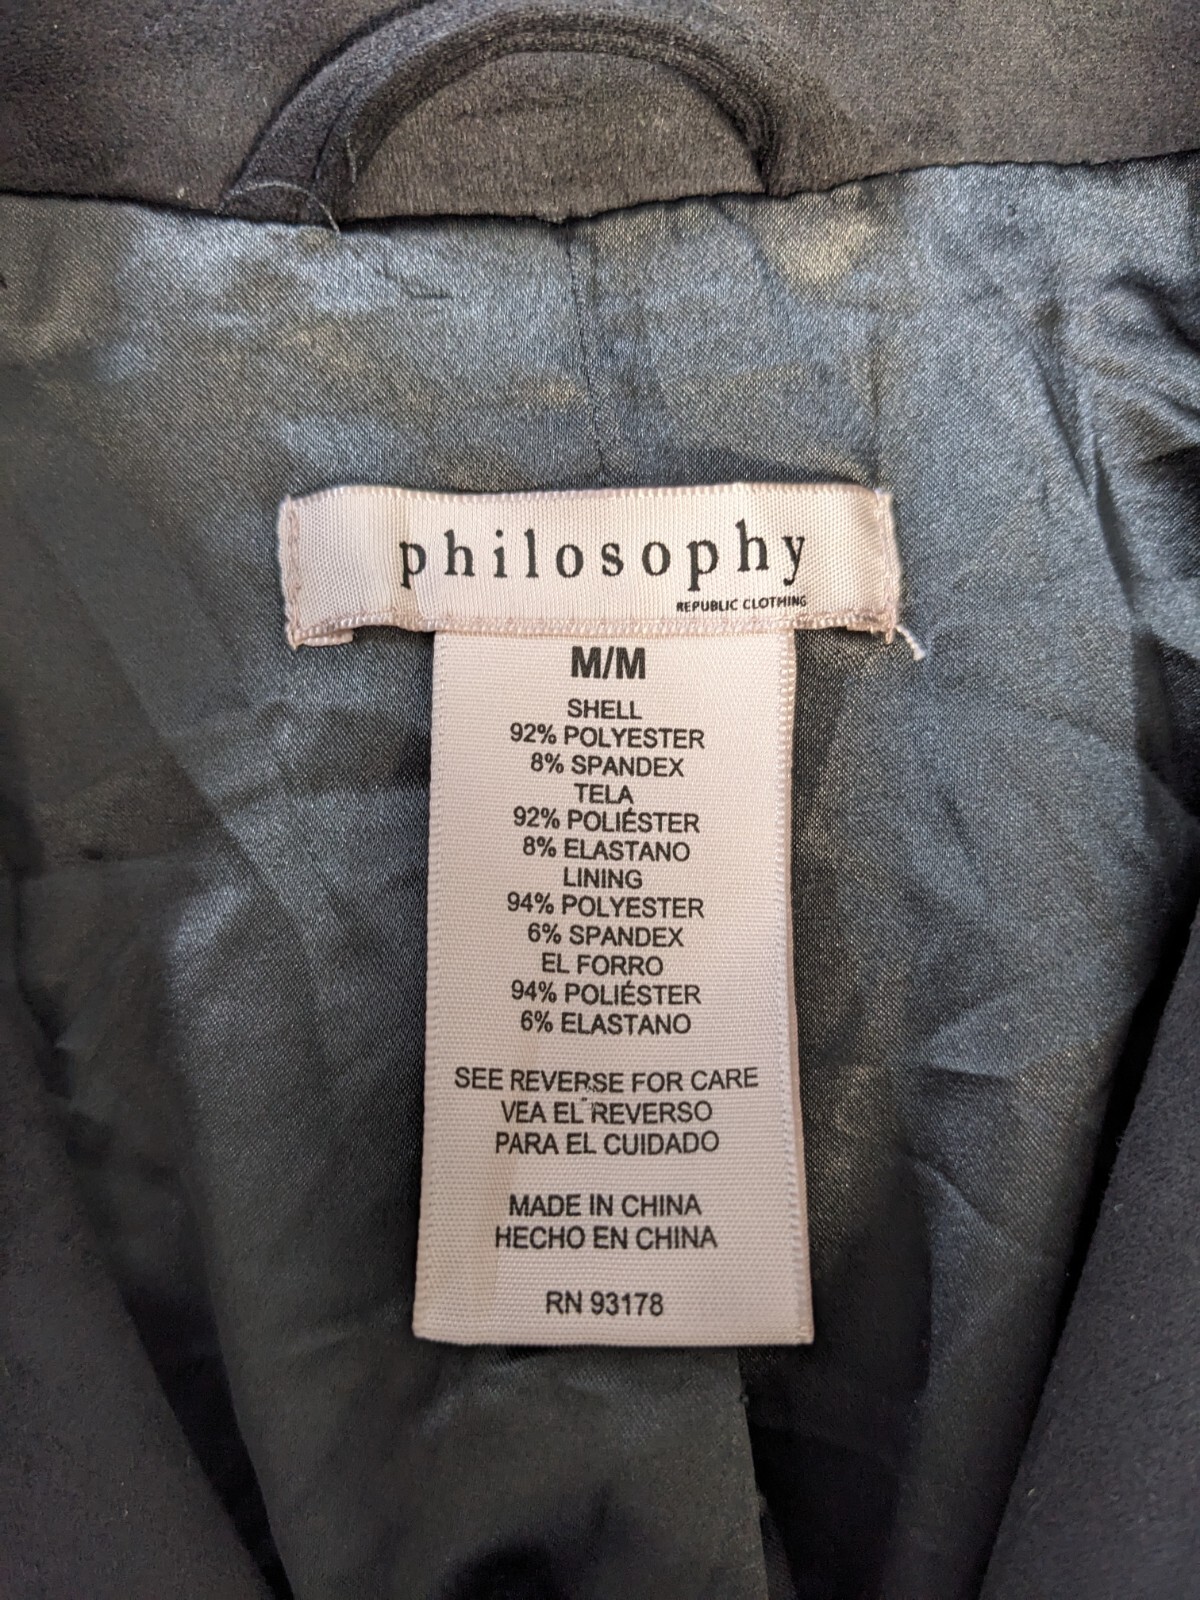 philosophy
REPUBLIC CLOTHING
M/M
SHELL
92% POLYESTER
8% SPANDEX
TELA
92% POLIÉSTER
8% ELASTANO
LINING
94% POLYESTER
6% SPANDEX
EL FORRO
94% POLIÉSTER
6% ELASTANO
SEE REVERSE FOR CARE
VEA EL REVERSO
PARA EL CUIDADO
MADE IN CHINA
HECHO EN CHINA
RN 93178